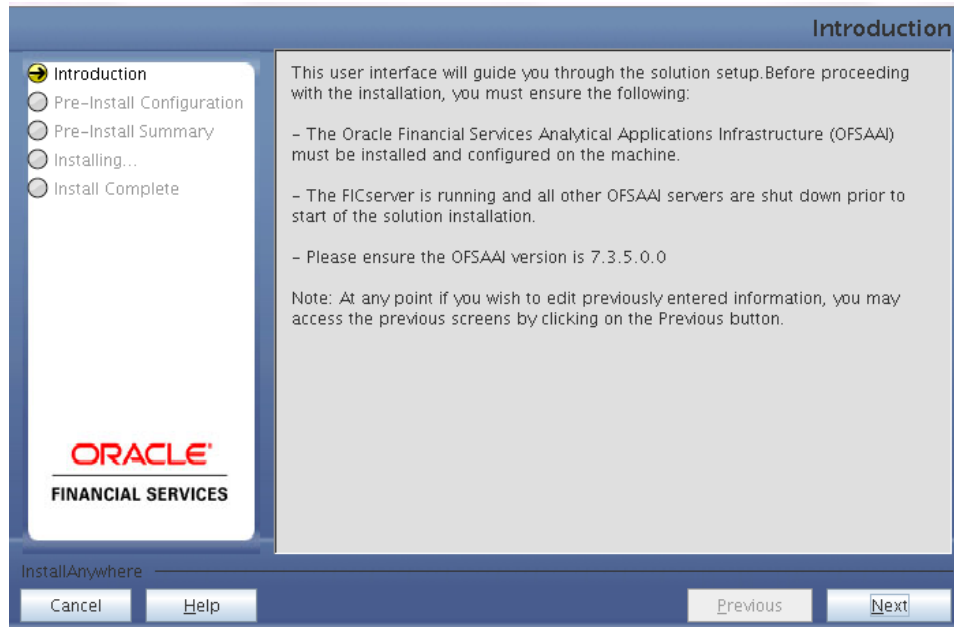 Introduction
Introduction
Pre-Install Configuration
Pre-Install Summary
Installing...
Install Complete
This user interface will guide you through the solution setup.Before proceeding
with the installation, you must ensure the following:
- The Oracle Financial Services Analytical Applications Infrastructure (OFSAAI)
must be installed and configured on the machine.
- The FICserver is running and all other OFSAAI servers are shut down prior to
start of the solution installation.
- Please ensure the OFSAAI version is 7.3.5.0.0
Note: At any point if you wish to edit previously entered information, you may
access the previous screens by clicking on the Previous button.
ORACLE
FINANCIAL SERVICES
InstallAnywhere
Cancel
Help
Previous
Next